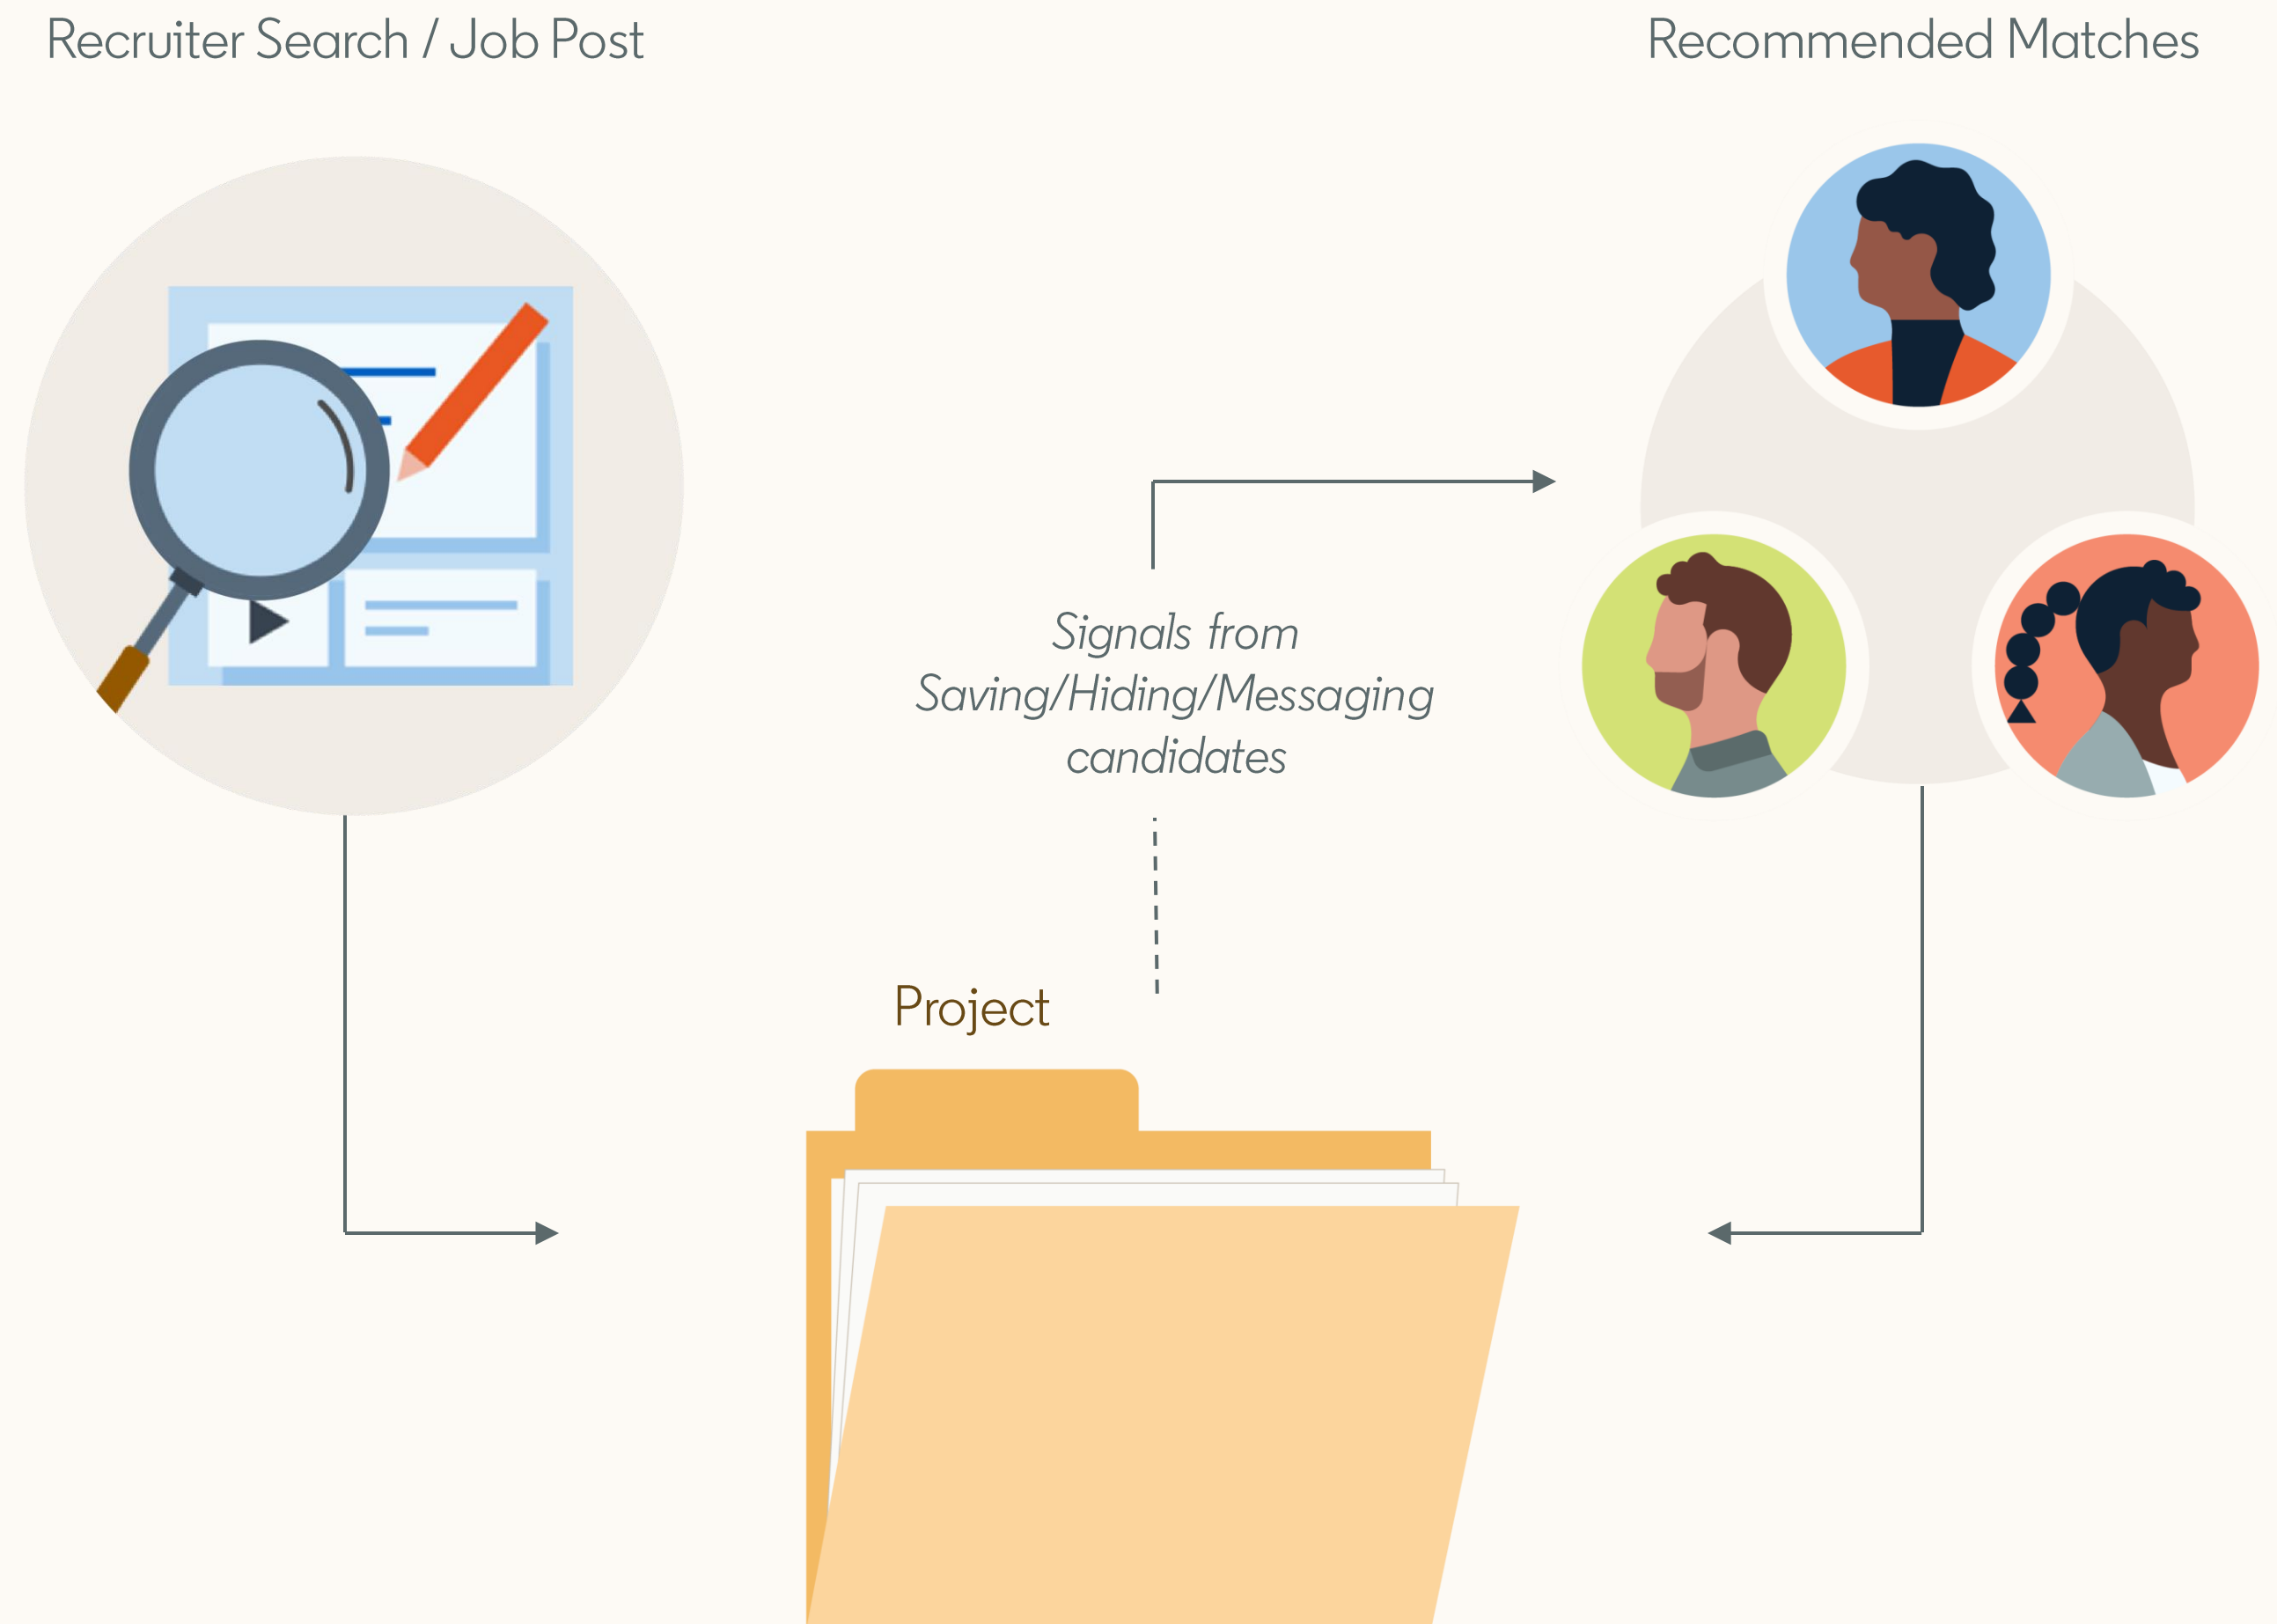 Recruiter Search / Job Post
Recommended Matches
Signals from
Saving/Hiding/Messaging
candidates
Project